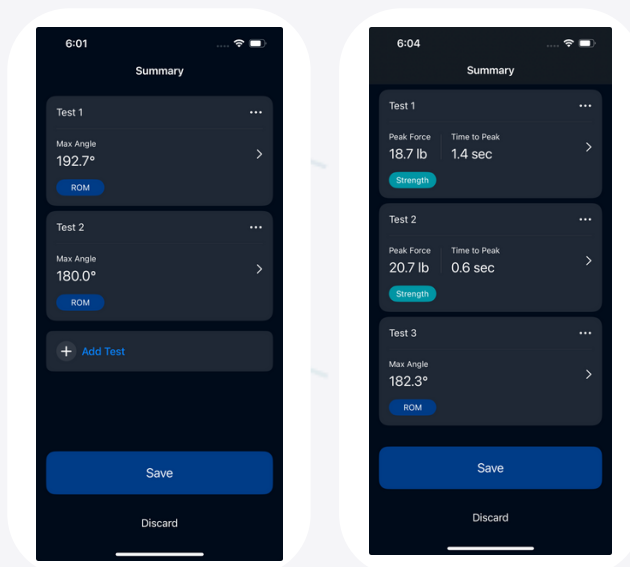 6:01
Summary
Test 1
Max Angle
192.7°
ROM
Test 2
Max Angle
180.0°
ROM
Add Test
Save
Discard
6:04
Summary
Test 1
Peak Force Time to Peak
18.7 lb 1.4 sec
Strength
Test 2
Peak Force Time to Peak
20.7 lb 0.6 sec
Strength
Test 3
Max Angle
182.3°
ROM
Save
Discard